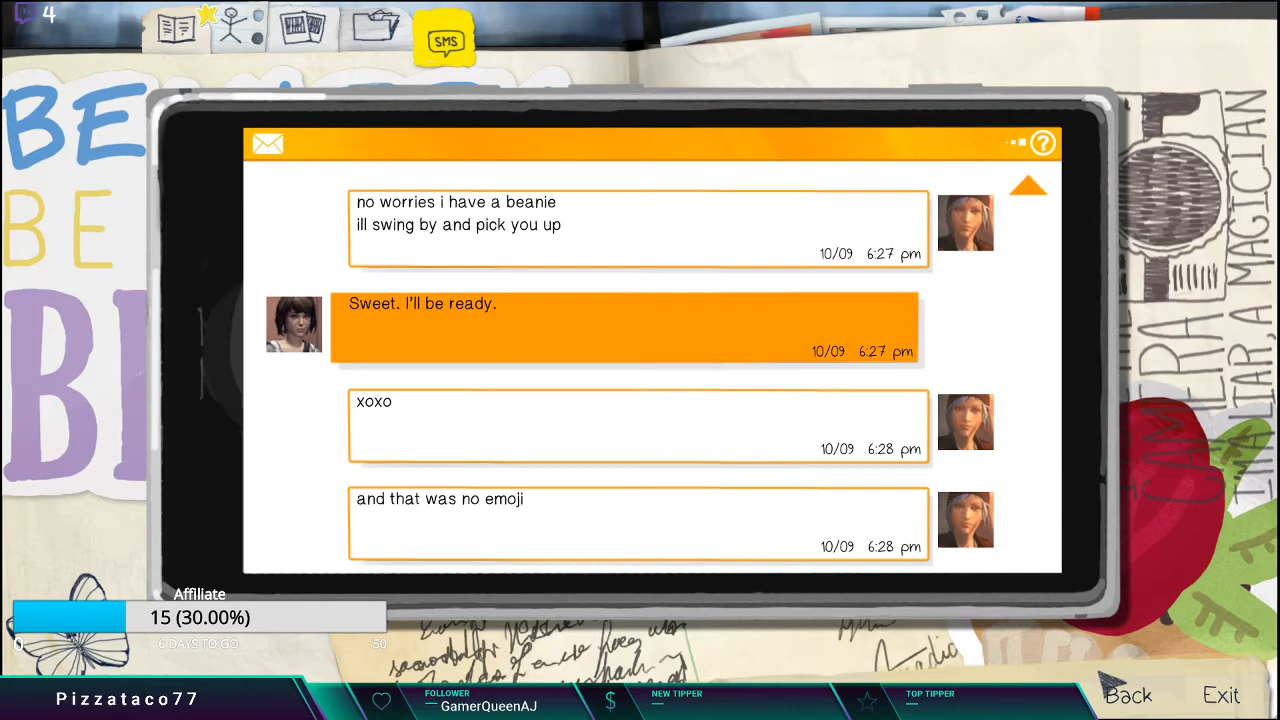 4
SMS
BE
BE
no worries i have a beanie
ill swing by and pick you up
10/09 6:27 pm
Sweet. I'll be ready.
10/09 6:27 pm
xoxo
10/09 6:28 pm
and that was no emoji
10/09 6:28 pm
CAMERA
MAGICIAN
Affiliate
15 (30.00%)
0
6 DAYS TO GO
50
Pizzataco77
FOLLOWER
GamerQueenAJ
NEW TIPPER
TOP TIPPER
Back
Exit